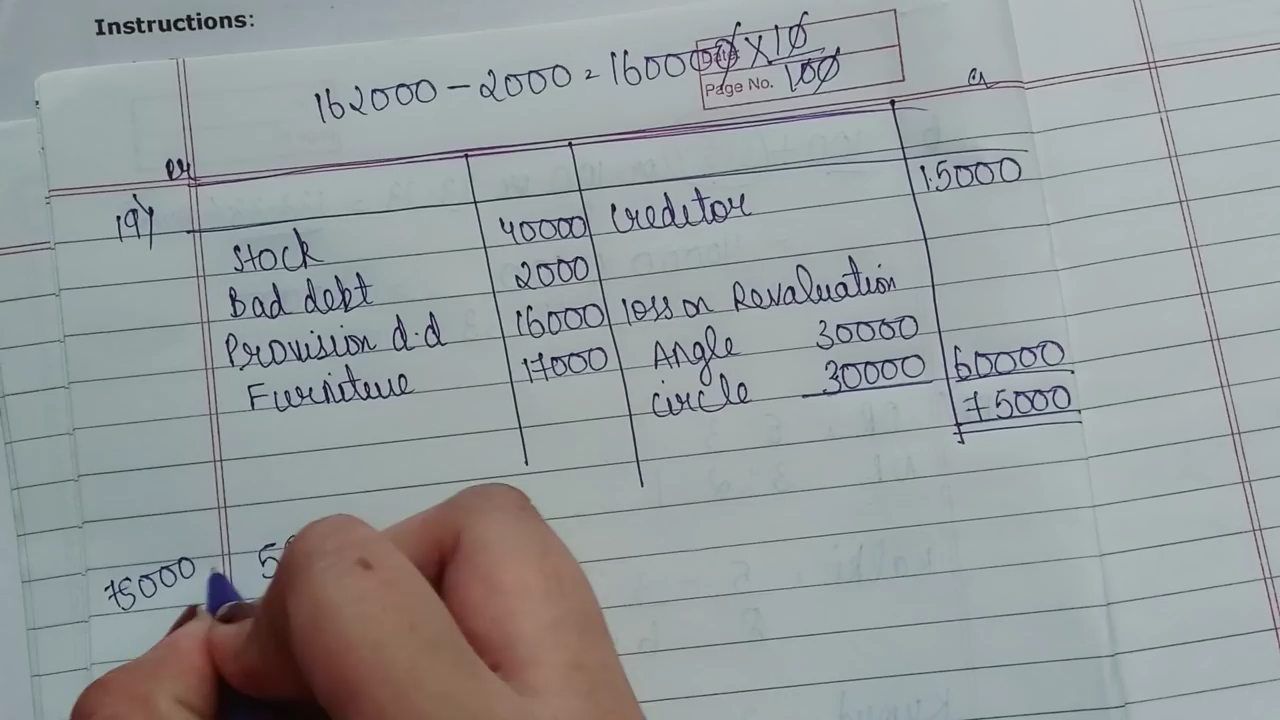 Instructions:
162000 - 2000 = 160000 x 10
Date
Page No. 100
Dr
Cr
19)
Stock 40000 Creditor 15000
Bad debt 2000
Provision d.d 16000 loss on Revaluation
Furniture 17000 Angle 30000
circle 30000 60000
75000
75000 5